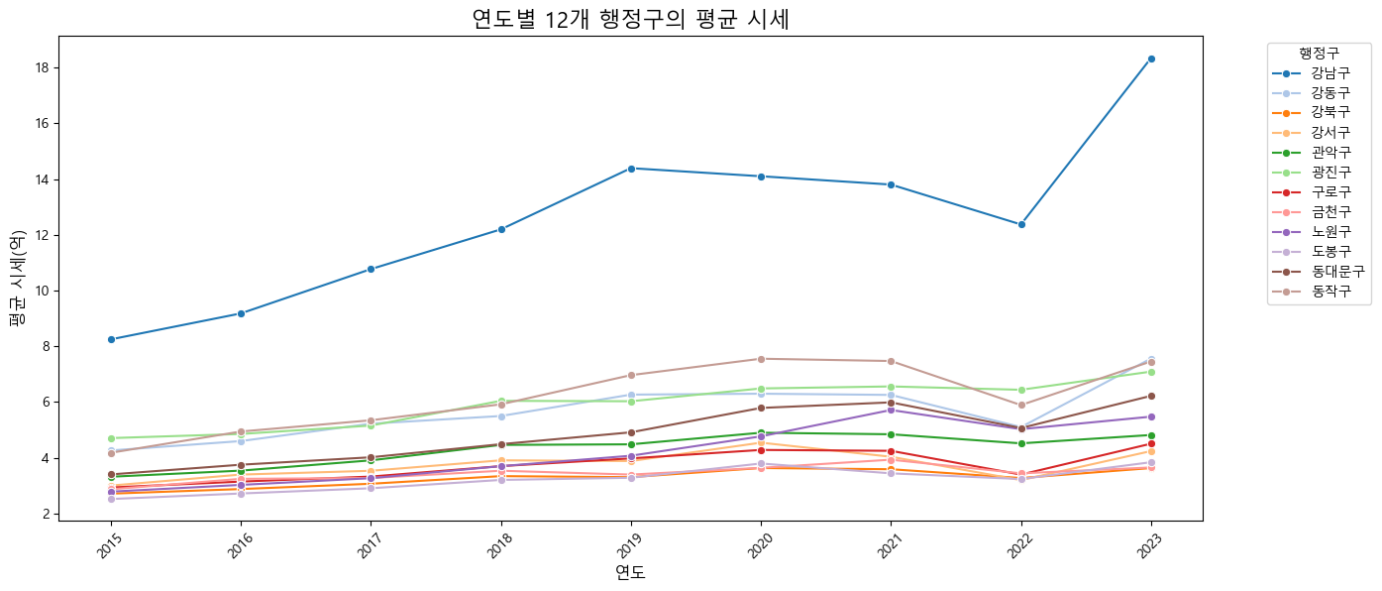 연도별 12개 행정구의 평균 시세
평균 시세(억)
18
16
14
12
10
8
6
4
2
2015
2016
2017
2018
2019
2020
2021
2022
2023
연도
행정구
강남구
강동구
강북구
강서구
관악구
광진구
구로구
금천구
노원구
도봉구
동대문구
동작구